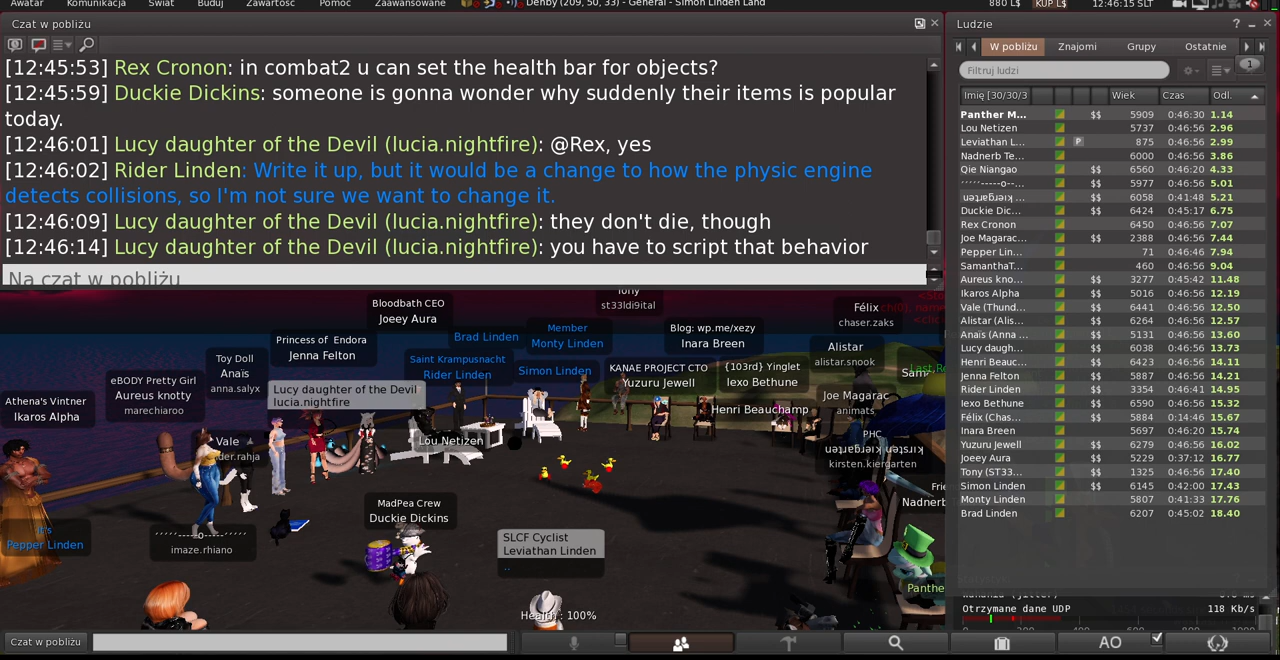 Awatar Komunikacja Świat Buduj Zawartość Pomoc Zaawansowane Denby (209, 50, 33) - General - Simon Linden Land 880 L$ KUP L$ 12:46:15 SLT
Czat w pobliżu
[12:45:53] Rex Cronon: in combat2 u can set the health bar for objects?
[12:45:59] Duckie Dickins: someone is gonna wonder why suddenly their items is popular
today.
[12:46:01] Lucy daughter of the Devil (lucia.nightfire): @Rex, yes
[12:46:02] Rider Linden: Write it up, but it would be a change to how the physic engine
detects collisions, so I'm not sure we want to change it.
[12:46:09] Lucy daughter of the Devil (lucia.nightfire): they don't die, though
[12:46:14] Lucy daughter of the Devil (lucia.nightfire): you have to script that behavior
Na czat w pobliżu
Tony
st33ldi9ital
Bloodbath CEO
Joeey Aura
Félix
chaser.zaks
Princess of Endora
Jenna Felton
Brad Linden
Member
Monty Linden
Blog: wp.me/xezy
Inara Breen
Alistar
alistar.snook
Toy Doll
Anaïs
anna.salyx
Saint Krampusnacht
Rider Linden
Simon Linden
KANAE PROJECT CTO
Yuzuru Jewell
{103rd} Yinglet
Iexo Bethune
Last Re
eBODY Pretty Girl
Aureus knotty
marechiaroo
Lucy daughter of the Devil
lucia.nightfire
Athena's Vintner
Ikaros Alpha
Joe Magarac
animats
Henri Beauchamp
Vale
Lou Netizen
PHC
kirsten.kiergarten
MadPea Crew
Duckie Dickins
Pepper Linden
ˊˊˊˊˊ-----o--
imaze.rhiano
SLCF Cyclist
Leviathan Linden
..
Nadnerb
Panthe
Health : 100%
Czat w pobliżu
Ludzie
W pobliżu Znajomi Grupy Ostatnie
Filtruj ludzi
1
Imię [30/30/3 Wiek Czas Odl.
Panther M... $$ 5909 0:46:30 1.14
Lou Netizen 5737 0:46:56 2.96
Leviathan L... P 875 0:46:56 2.99
Nadnerb Te... 6000 0:46:56 3.86
Qie Niangao $$ 6560 0:46:20 4.33
ˊˊˊˊˊ-----o--... $$ 5977 0:46:56 5.01
$$ 6058 0:41:48 5.21
Duckie Dic... $$ 6424 0:45:17 6.75
Rex Cronon 6450 0:46:56 7.07
Joe Magarac... $$ 2388 0:46:56 7.44
Pepper Lin... 71 0:46:46 7.94
SamanthaT... 460 0:46:56 9.04
Aureus kno... $$ 3277 0:45:42 11.48
Ikaros Alpha $$ 5016 0:46:56 12.19
Vale (Thund... $$ 6441 0:46:56 12.50
Alistar (Alis... $$ 6264 0:46:56 12.57
Anaïs (Anna ... $$ 5131 0:46:56 13.60
Lucy daugh... $$ 6038 0:46:56 13.73
Henri Beauc... $$ 6423 0:46:56 14.11
Jenna Felton $$ 5887 0:46:56 14.21
Rider Linden $$ 3354 0:46:41 14.95
Iexo Bethune $$ 6590 0:46:56 15.32
Félix (Chas... $$ 5884 0:14:46 15.67
Inara Breen 5697 0:46:20 15.74
Yuzuru Jewell $$ 6279 0:46:56 16.02
Joeey Aura $$ 5229 0:37:12 16.77
Tony (ST33... $$ 1325 0:46:56 17.40
Simon Linden $$ 6145 0:42:00 17.43
Monty Linden 5807 0:41:33 17.76
Brad Linden 6207 0:45:02 18.40
Otrzymane dane UDP 118 Kb/s
AO